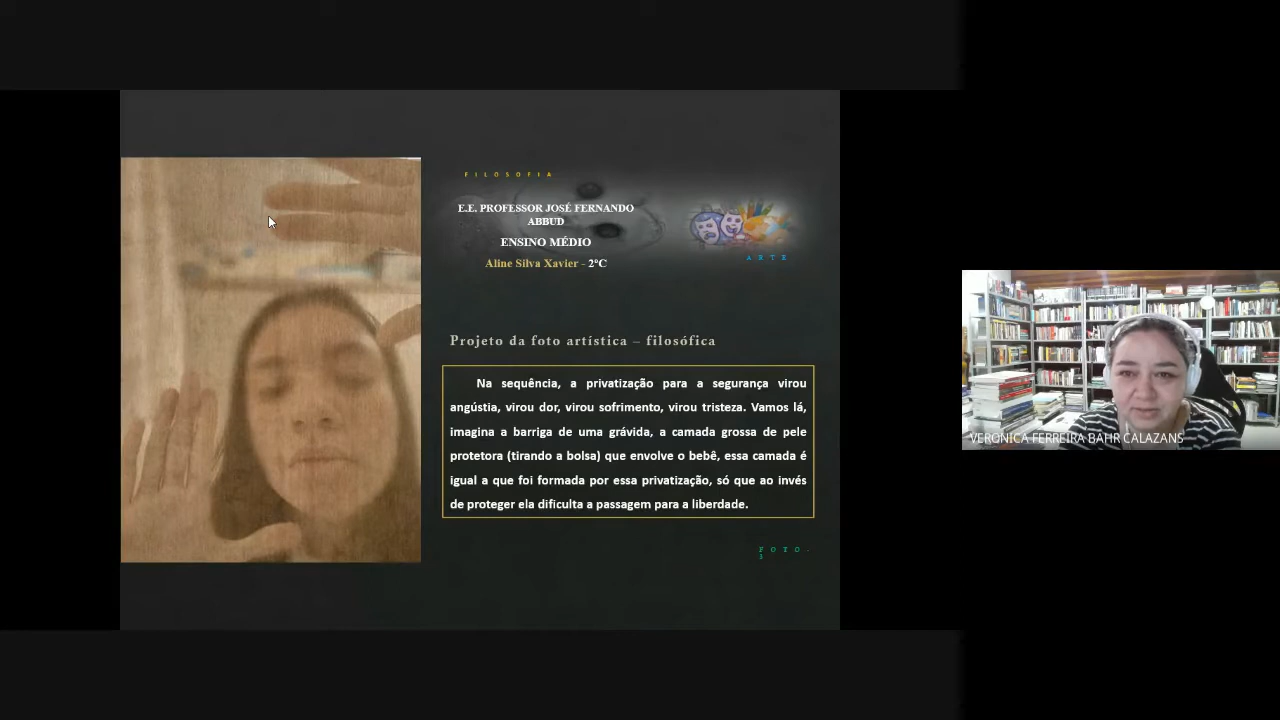 FILOSOFIA
E.E. PROFESSOR JOSÉ FERNANDO
ABBUD
ENSINO MÉDIO
Aline Silva Xavier - 2ºC
ARTE
Projeto da foto artística – filosófica
Na sequência, a privatização para a segurança virou
angústia, virou dor, virou sofrimento, virou tristeza. Vamos lá,
imagina a barriga de uma grávida, a camada grossa de pele
protetora (tirando a bolsa) que envolve o bebê, essa camada é
igual a que foi formada por essa privatização, só que ao invés
de proteger ela dificulta a passagem para a liberdade.
FOTO.
3
VERONICA FERREIRA BAHR CALAZANS